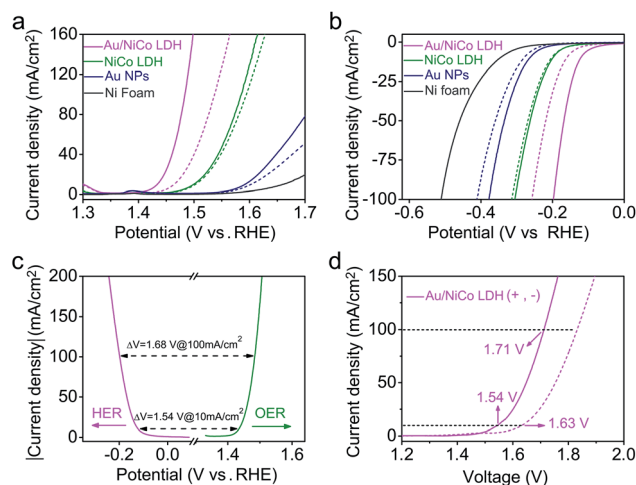 a
Au/NiCo LDH
NiCo LDH
Au NPs
Ni Foam
Current density (mA/cm²)
160
120
80
40
0
1.3 1.4 1.5 1.6 1.7
Potential (V vs.RHE)
b
Au/NiCo LDH
NiCo LDH
Au NPs
Ni foam
Current density (mA/cm²)
0
-25
-50
-75
-100
-0.6 -0.4 -0.2 0.0
Potential (V vs RHE)
c
|Current density| (mA/cm²)
200
150
100
50
0
ΔV=1.68 V@100mA/cm²
ΔV=1.54 V@10mA/cm²
HER
OER
-0.2 0.0 1.4 1.6
Potential (V vs.RHE)
d
Au/NiCo LDH (+ , -)
Current density (mA/cm²)
150
100
50
0
1.71 V
1.54 V
1.63 V
1.2 1.4 1.6 1.8 2.0
Voltage (V)